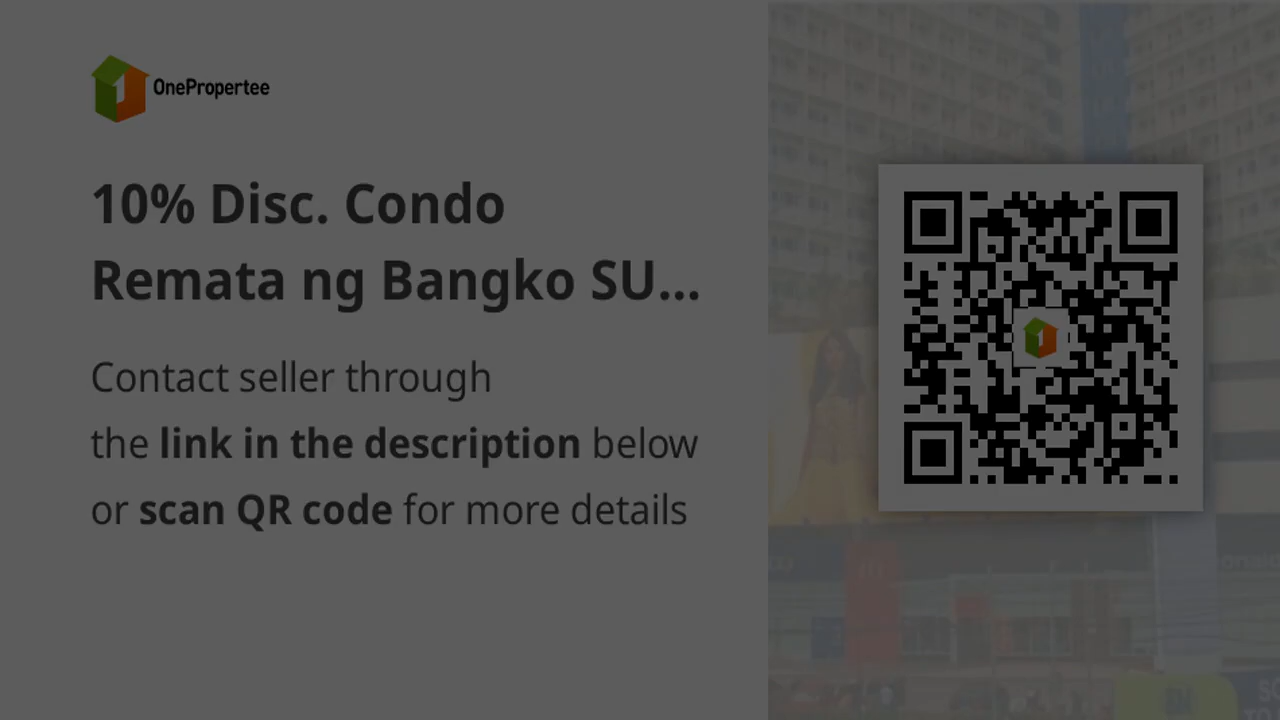 OnePropertee
10% Disc. Condo
Remata ng Bangko SU...
Contact seller through
the link in the description below
or scan QR code for more details
IN